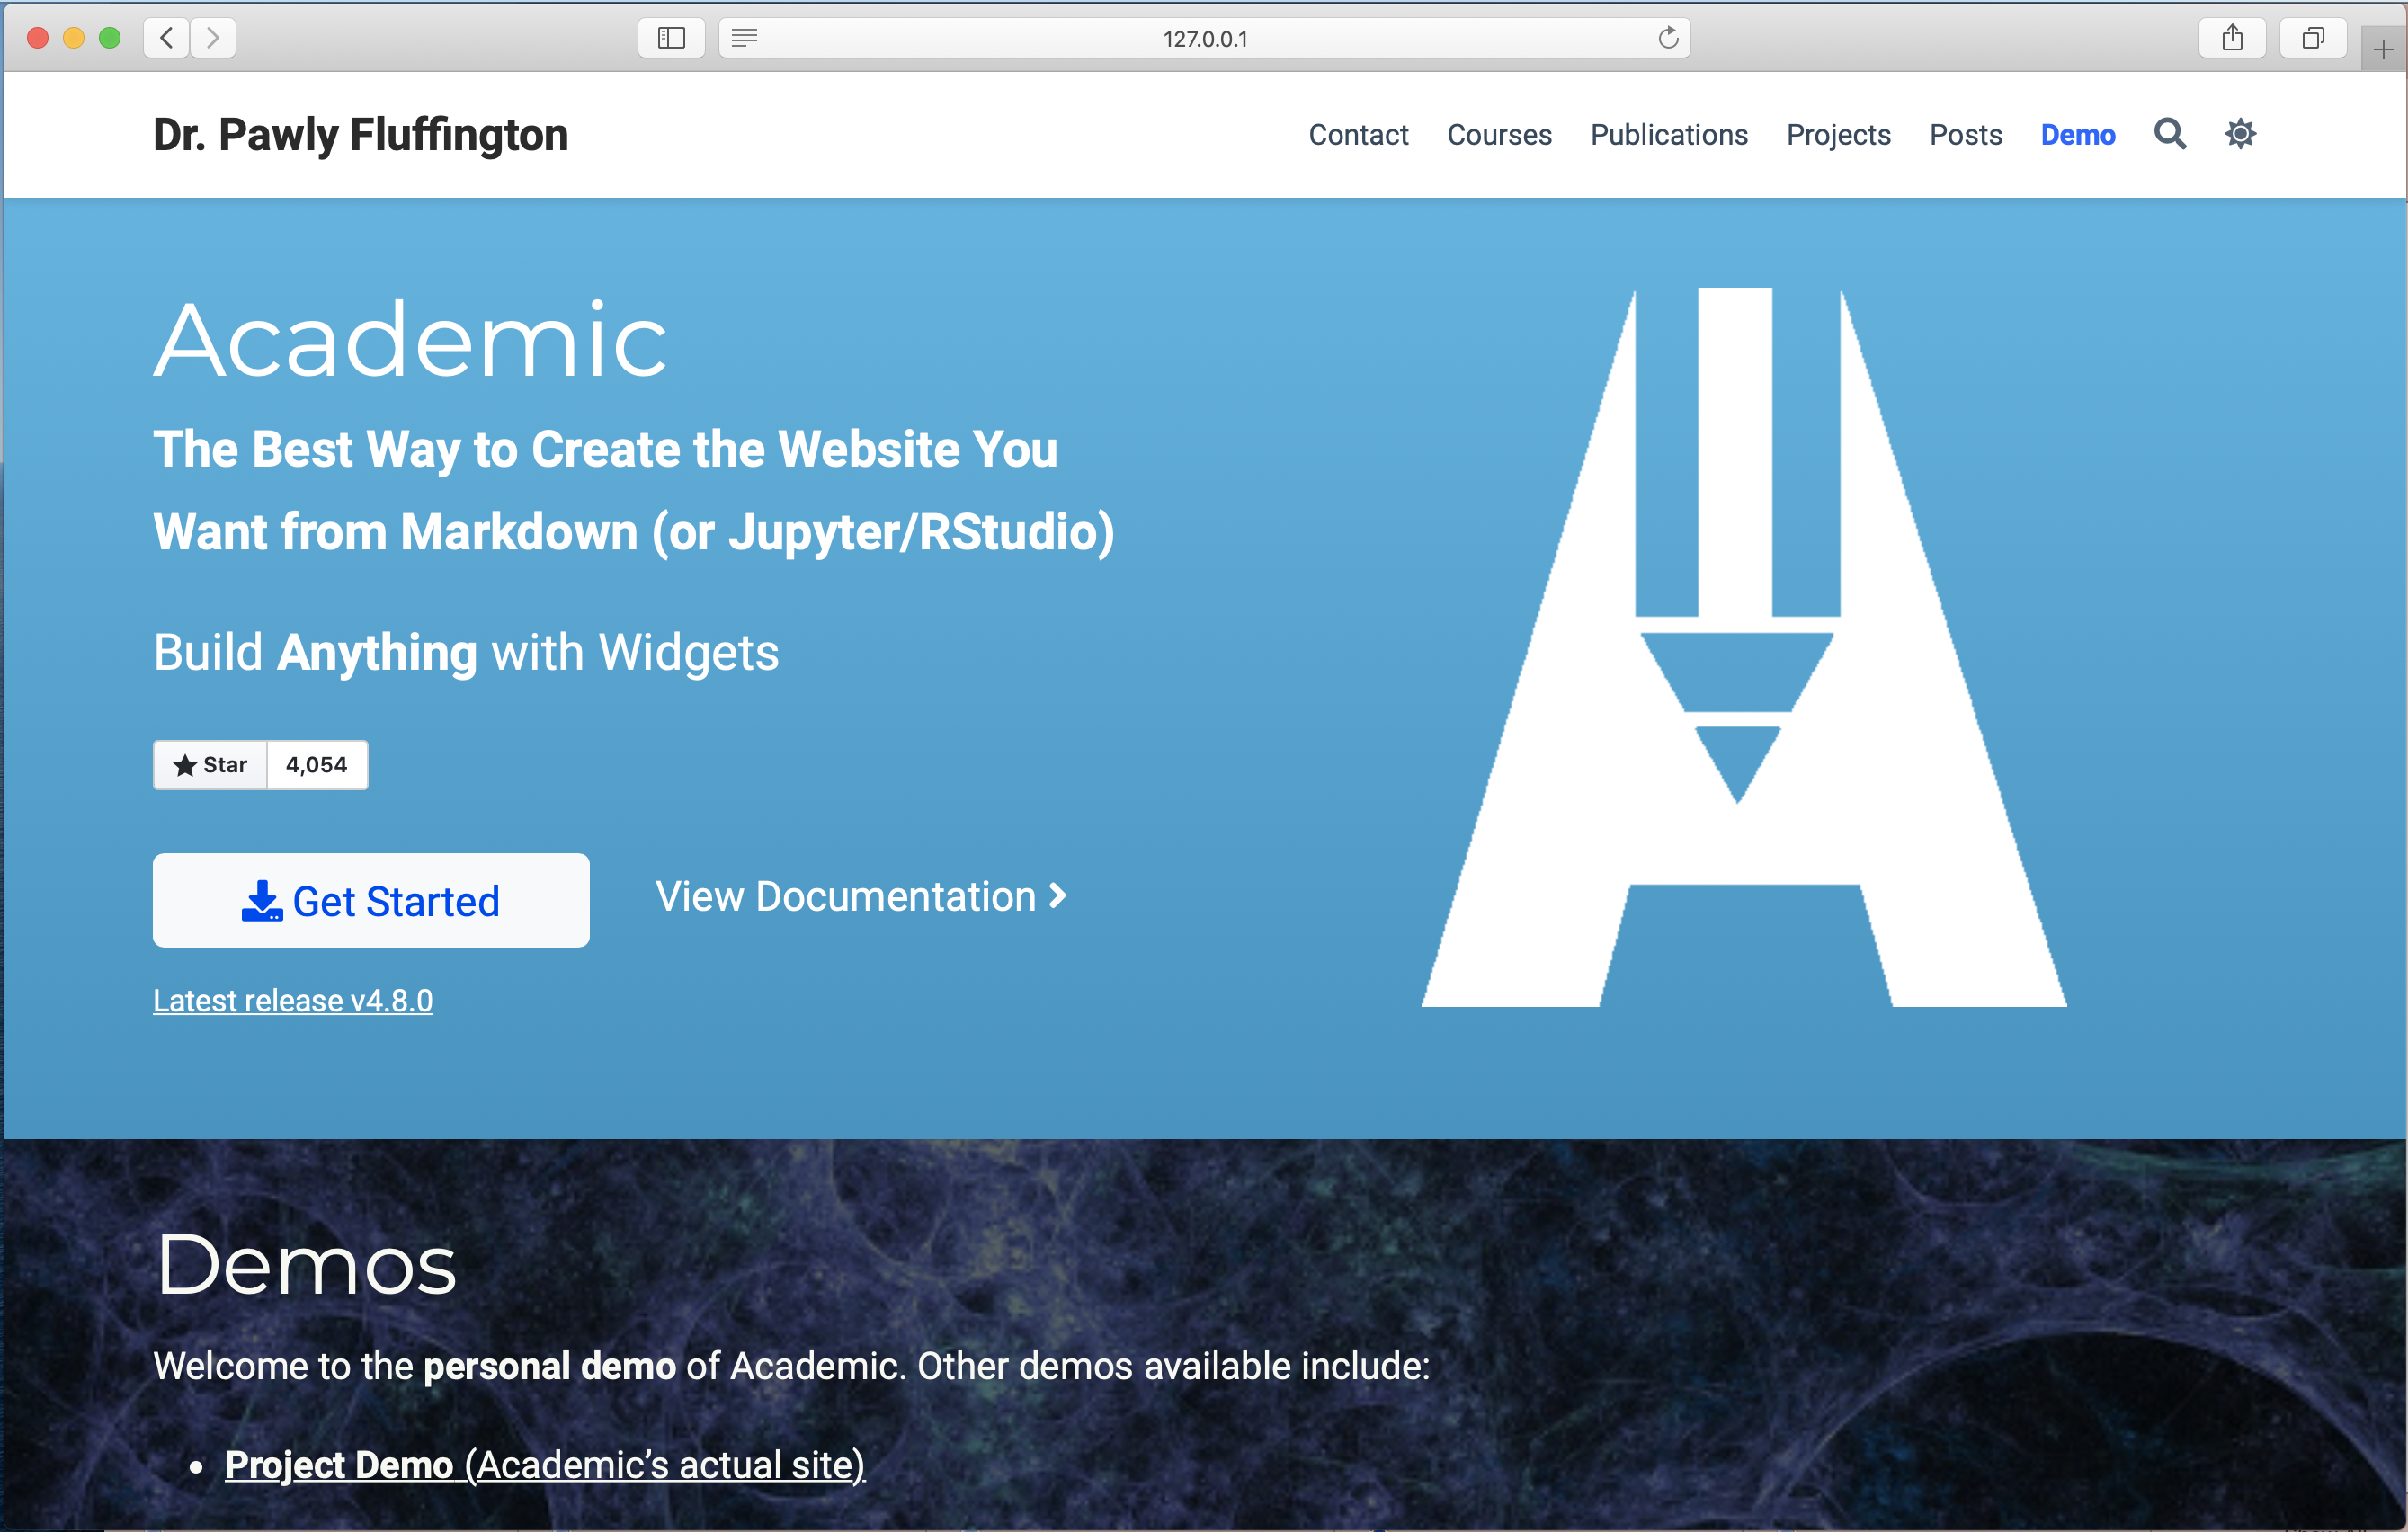 127.0.0.1
Dr. Pawly Fluffington
Contact Courses Publications Projects Posts Demo
Academic
The Best Way to Create the Website You
Want from Markdown (or Jupyter/RStudio)
Build Anything with Widgets
Star 4,054
Get Started
View Documentation
Latest release v4.8.0
Demos
Welcome to the personal demo of Academic. Other demos available include:
• Project Demo (Academic’s actual site)